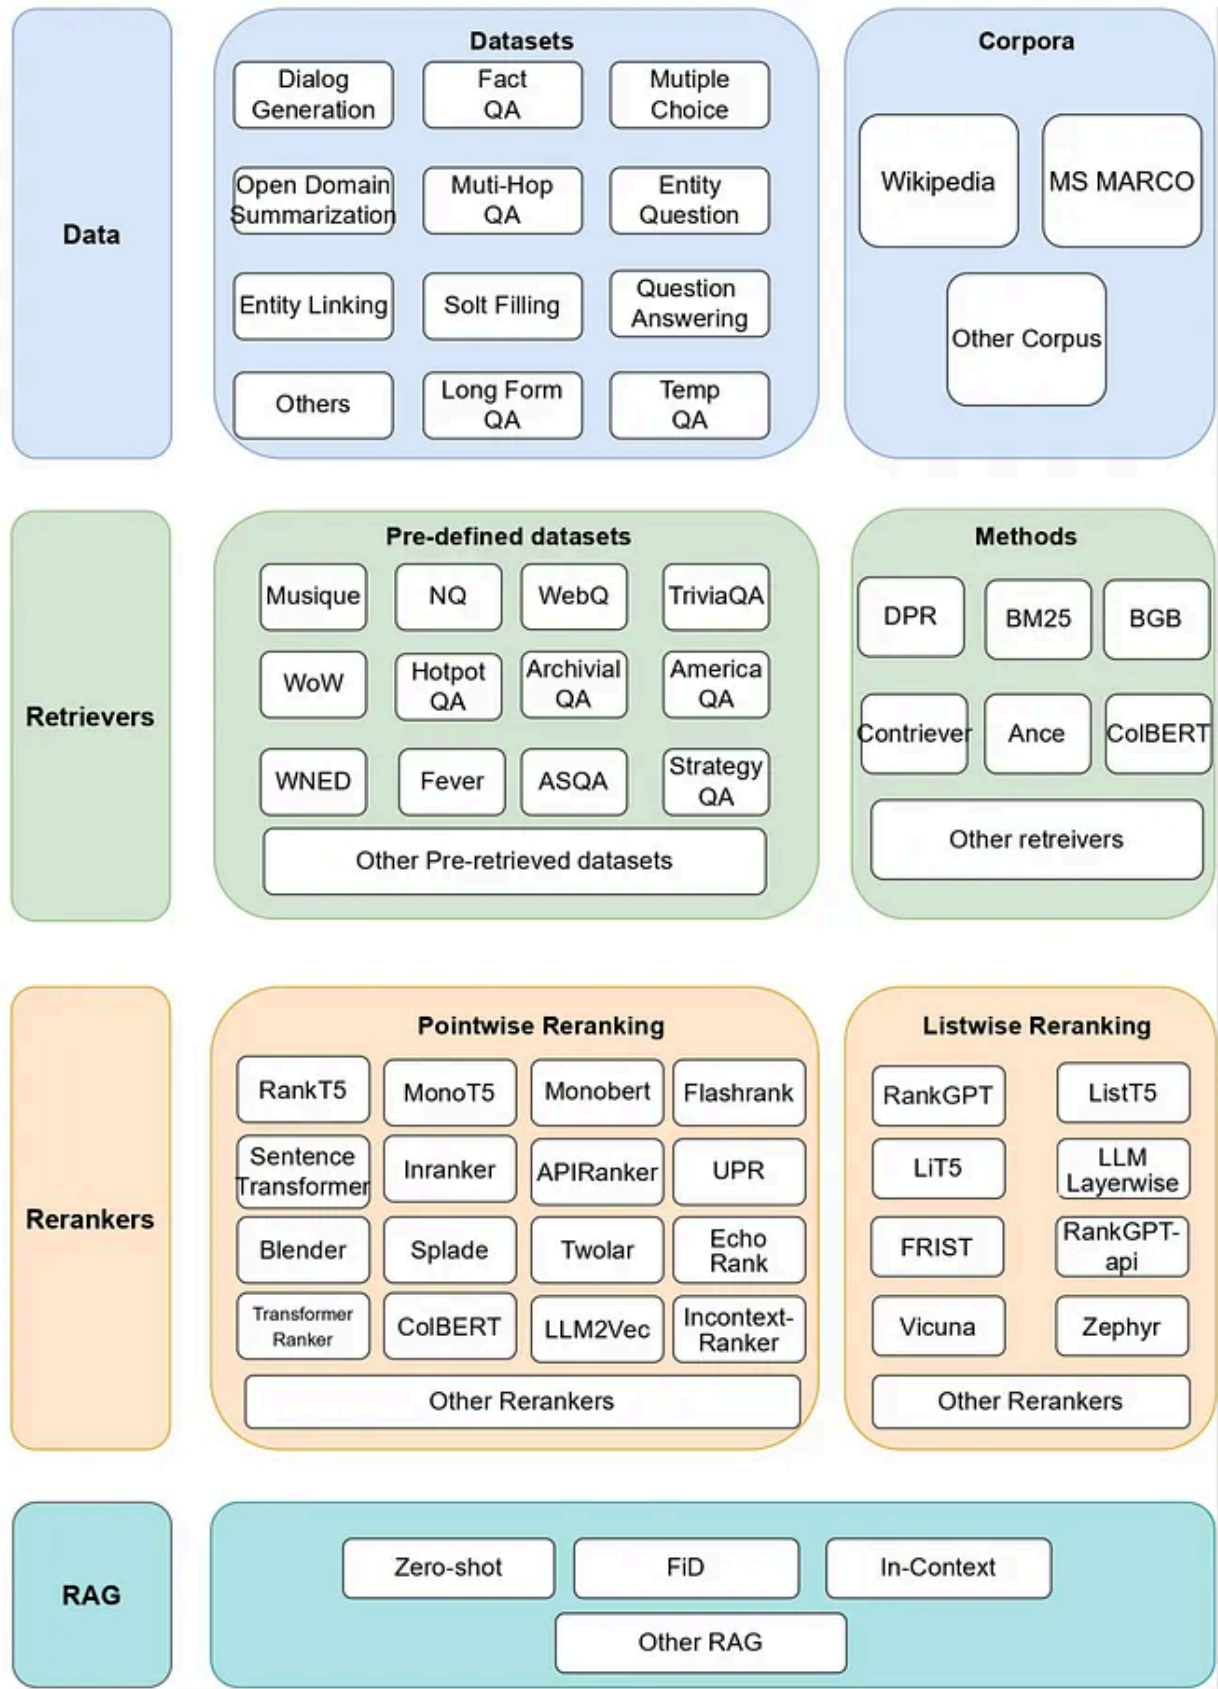 Data
Datasets
Dialog
Generation
Fact
QA
Mutiple
Choice
Open Domain
Summarization
Muti-Hop
QA
Entity
Question
Entity Linking
Solt Filling
Question
Answering
Others
Long Form
QA
Temp
QA
Corpora
Wikipedia
MS MARCO
Other Corpus
Retrievers
Pre-defined datasets
Musique
NQ
WebQ
TriviaQA
WoW
Hotpot
QA
Archivial
QA
America
QA
WNED
Fever
ASQA
Strategy
QA
Other Pre-retrieved datasets
Methods
DPR
BM25
BGB
Contriever
Ance
ColBERT
Other retreivers
Rerankers
Pointwise Reranking
RankT5
MonoT5
Monobert
Flashrank
Sentence
Transformer
Inranker
APIRanker
UPR
Blender
Splade
Twolar
Echo
Rank
Transformer
Ranker
ColBERT
LLM2Vec
Incontext-
Ranker
Other Rerankers
Listwise Reranking
RankGPT
ListT5
LiT5
LLM
Layerwise
FRIST
RankGPT-
api
Vicuna
Zephyr
Other Rerankers
RAG
Zero-shot
FiD
In-Context
Other RAG